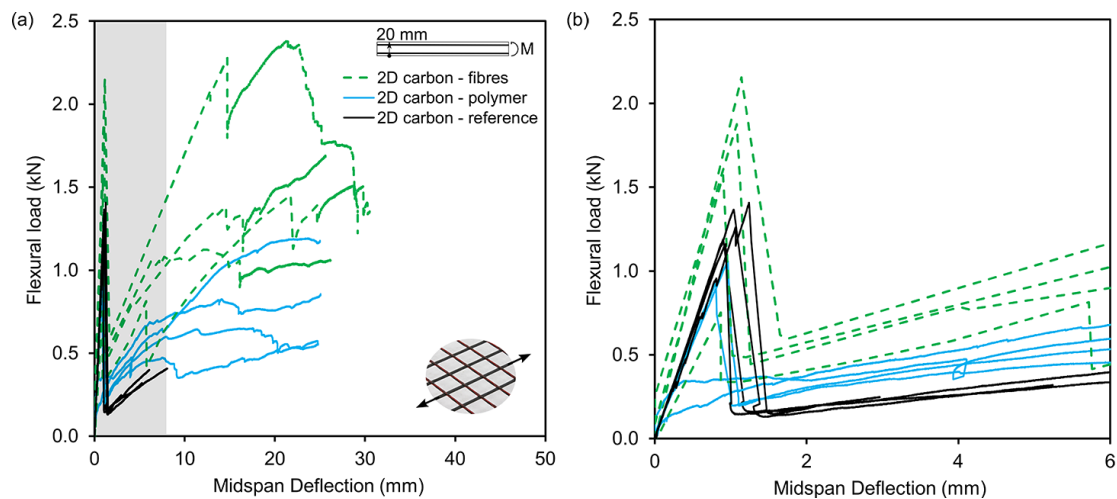 (a)
2.5
2.0
1.5
1.0
0.5
0.0
Flexural load (kN)
20 mm
M
2D carbon - fibres
2D carbon - polymer
2D carbon - reference
0 10 20 30 40 50
Midspan Deflection (mm)
(b)
2.5
2.0
1.5
1.0
0.5
0.0
Flexural load (kN)
0 2 4 6
Midspan Deflection (mm)